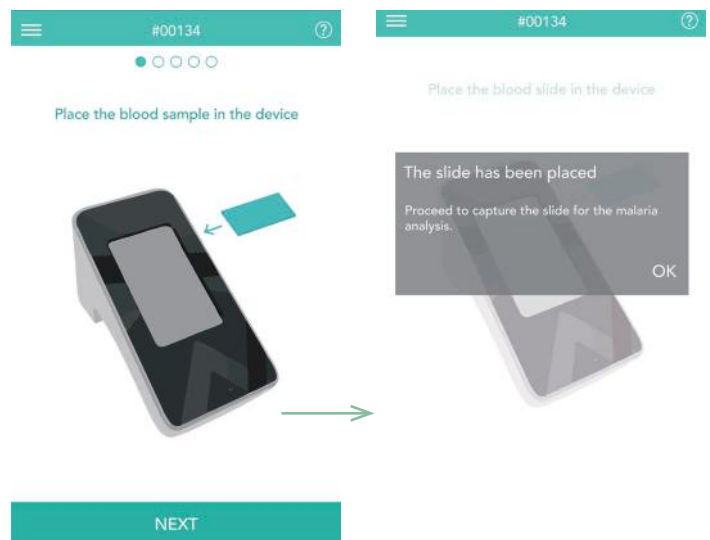 #00134
?
Place the blood sample in the device
NEXT
#00134
?
Place the blood slide in the device
The slide has been placed
Proceed to capture the slide for the malaria
analysis.
OK